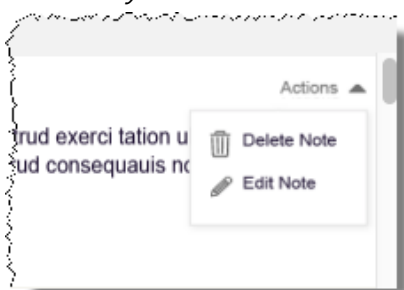 Actions
trud exerci tation u
Delete Note
ud consequauis no
Edit Note